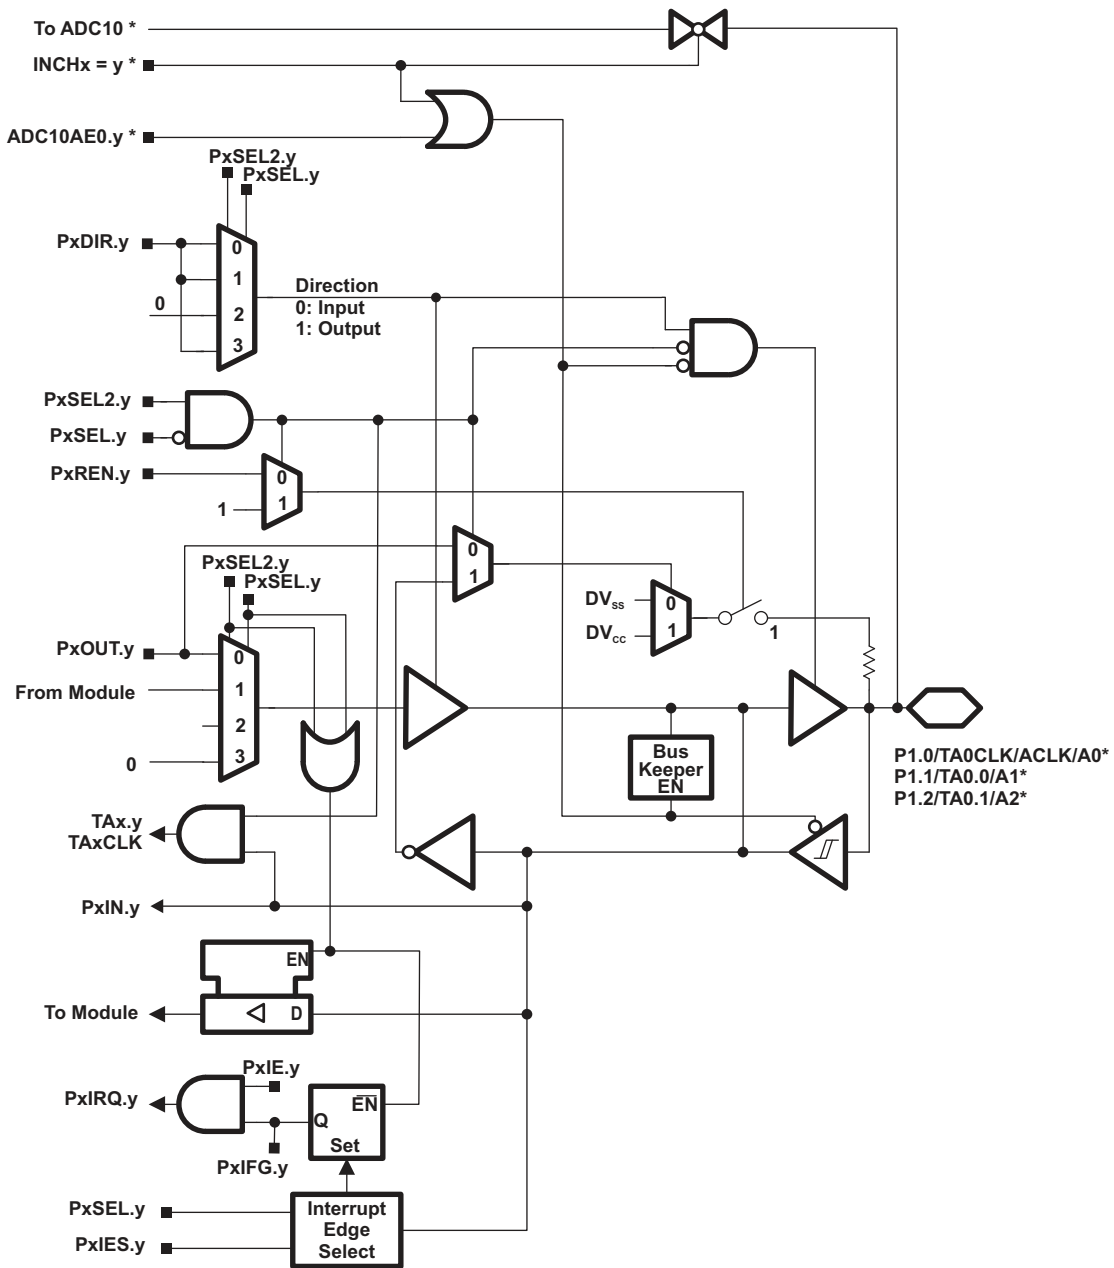 To ADC10 *
INCHx = y *
ADC10AE0.y *
PxSEL2.y
PxSEL.y
PxDIR.y
0
1
0
2
3
Direction
0: Input
1: Output
PxSEL2.y
PxSEL.y
PxREN.y
0
1
1
0
1
PxSEL2.y
PxSEL.y
DVSS
0
DVCC
1
1
PxOUT.y
0
From Module
1
2
0
3
Bus
Keeper
EN
P1.0/TA0CLK/ACLK/A0*
P1.1/TA0.0/A1*
P1.2/TA0.1/A2*
TAx.y
TAxCLK
PxIN.y
EN
To Module
D
PxIE.y
PxIRQ.y
EN
Q
Set
PxIFG.y
PxSEL.y
PxIES.y
Interrupt
Edge
Select